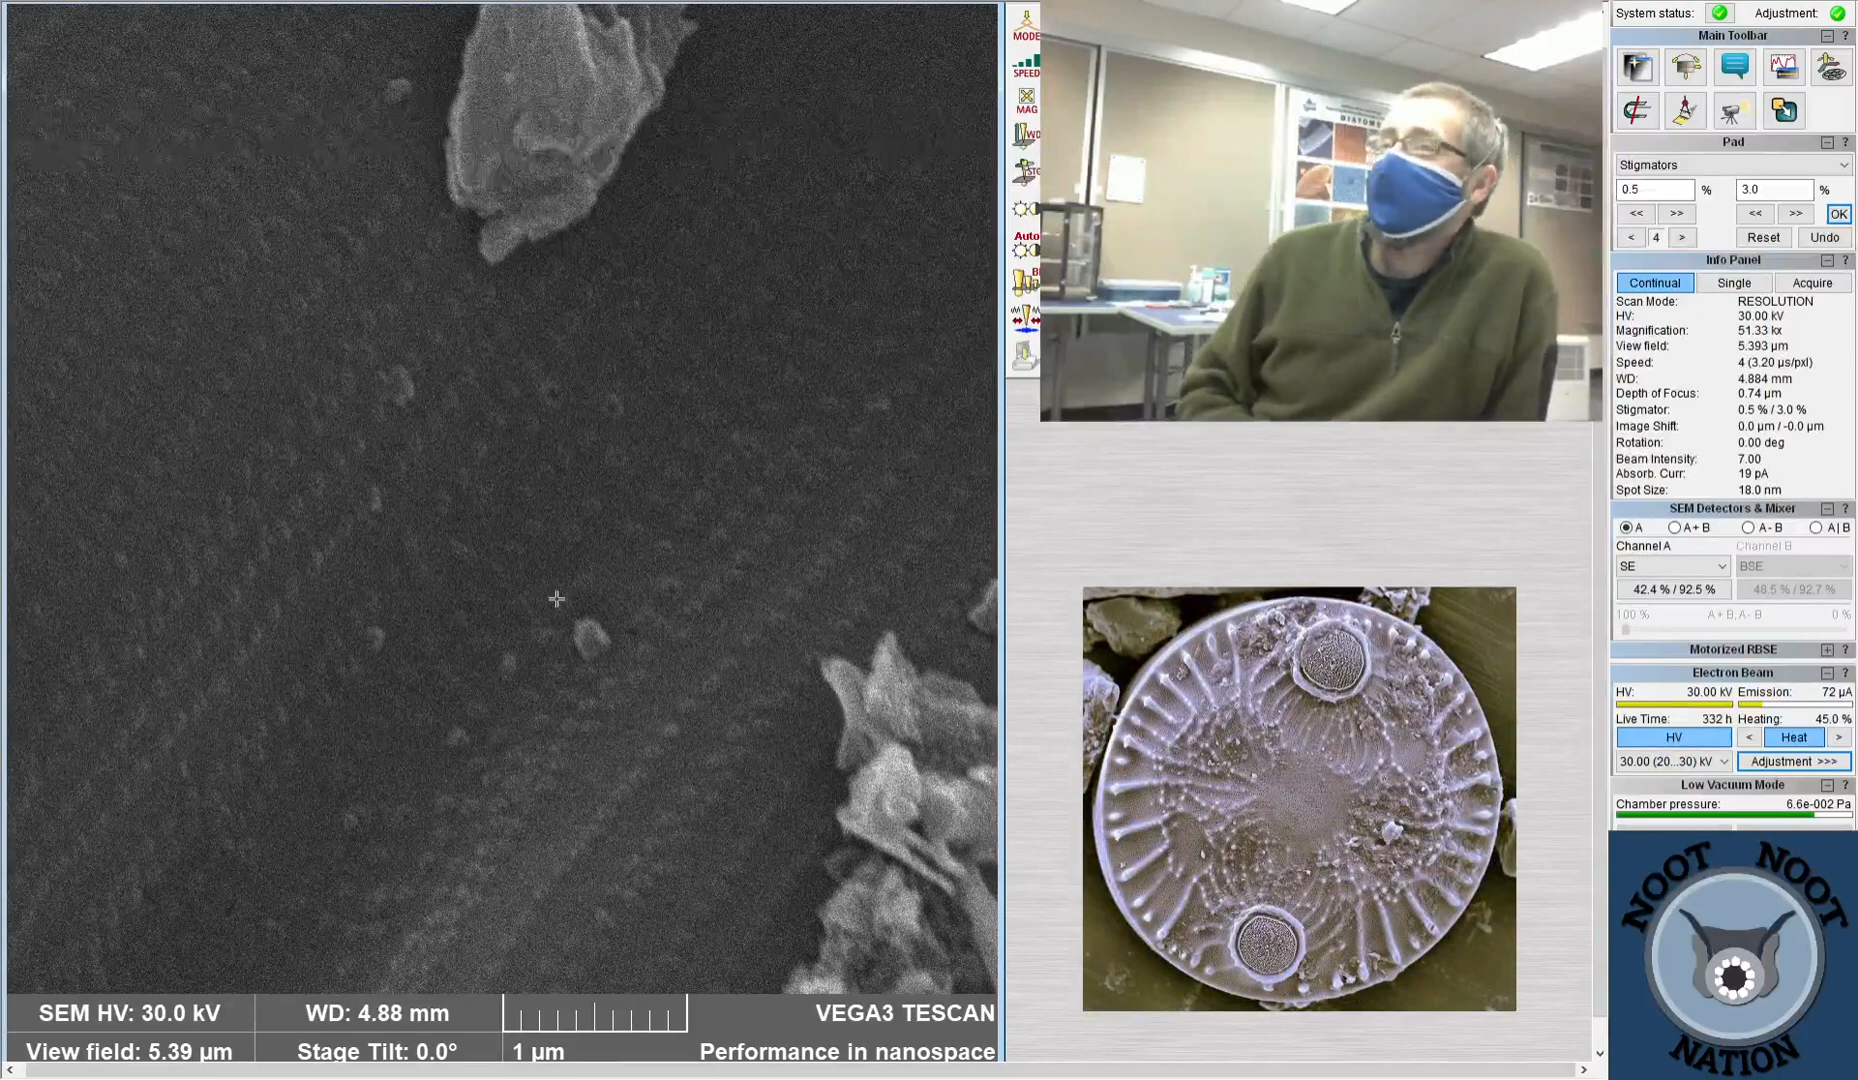 System status:
Adjustment:
Main Toolbar
?
MODE
SPEED
MAG
WD
Auto
DIATOMS
Pad
?
Stigmators
0.5 %
3.0 %
<< >>
<< >> OK
< 4 >
Reset Undo
Info Panel
?
Continual Single Acquire
Scan Mode: RESOLUTION
HV: 30.00 kV
Magnification: 51.33 kx
View field: 5.393 µm
Speed: 4 (3.20 µs/pxl)
WD: 4.884 mm
Depth of Focus: 0.74 µm
Stigmator: 0.5 % / 3.0 %
Image Shift: 0.0 µm / -0.0 µm
Rotation: 0.00 deg
Beam Intensity: 7.00
Absorb. Curr: 19 pA
Spot Size: 18.0 nm
SEM Detectors & Mixer
?
A A + B A - B A | B
Channel A Channel B
SE BSE
42.4 % / 92.5 % 48.5 % / 92.7 %
100 % A + B, A - B 0 %
Motorized RBSE
?
Electron Beam
?
HV: 30.00 kV Emission: 72 µA
Live Time: 332 h Heating: 45.0 %
HV < Heat >
30.00 (20...30) kV Adjustment >>>
Low Vacuum Mode
?
Chamber pressure: 6.6e-002 Pa
NOOT NOOT
NATION
SEM HV: 30.0 kV WD: 4.88 mm VEGA3 TESCAN
View field: 5.39 µm Stage Tilt: 0.0° 1 µm Performance in nanospace